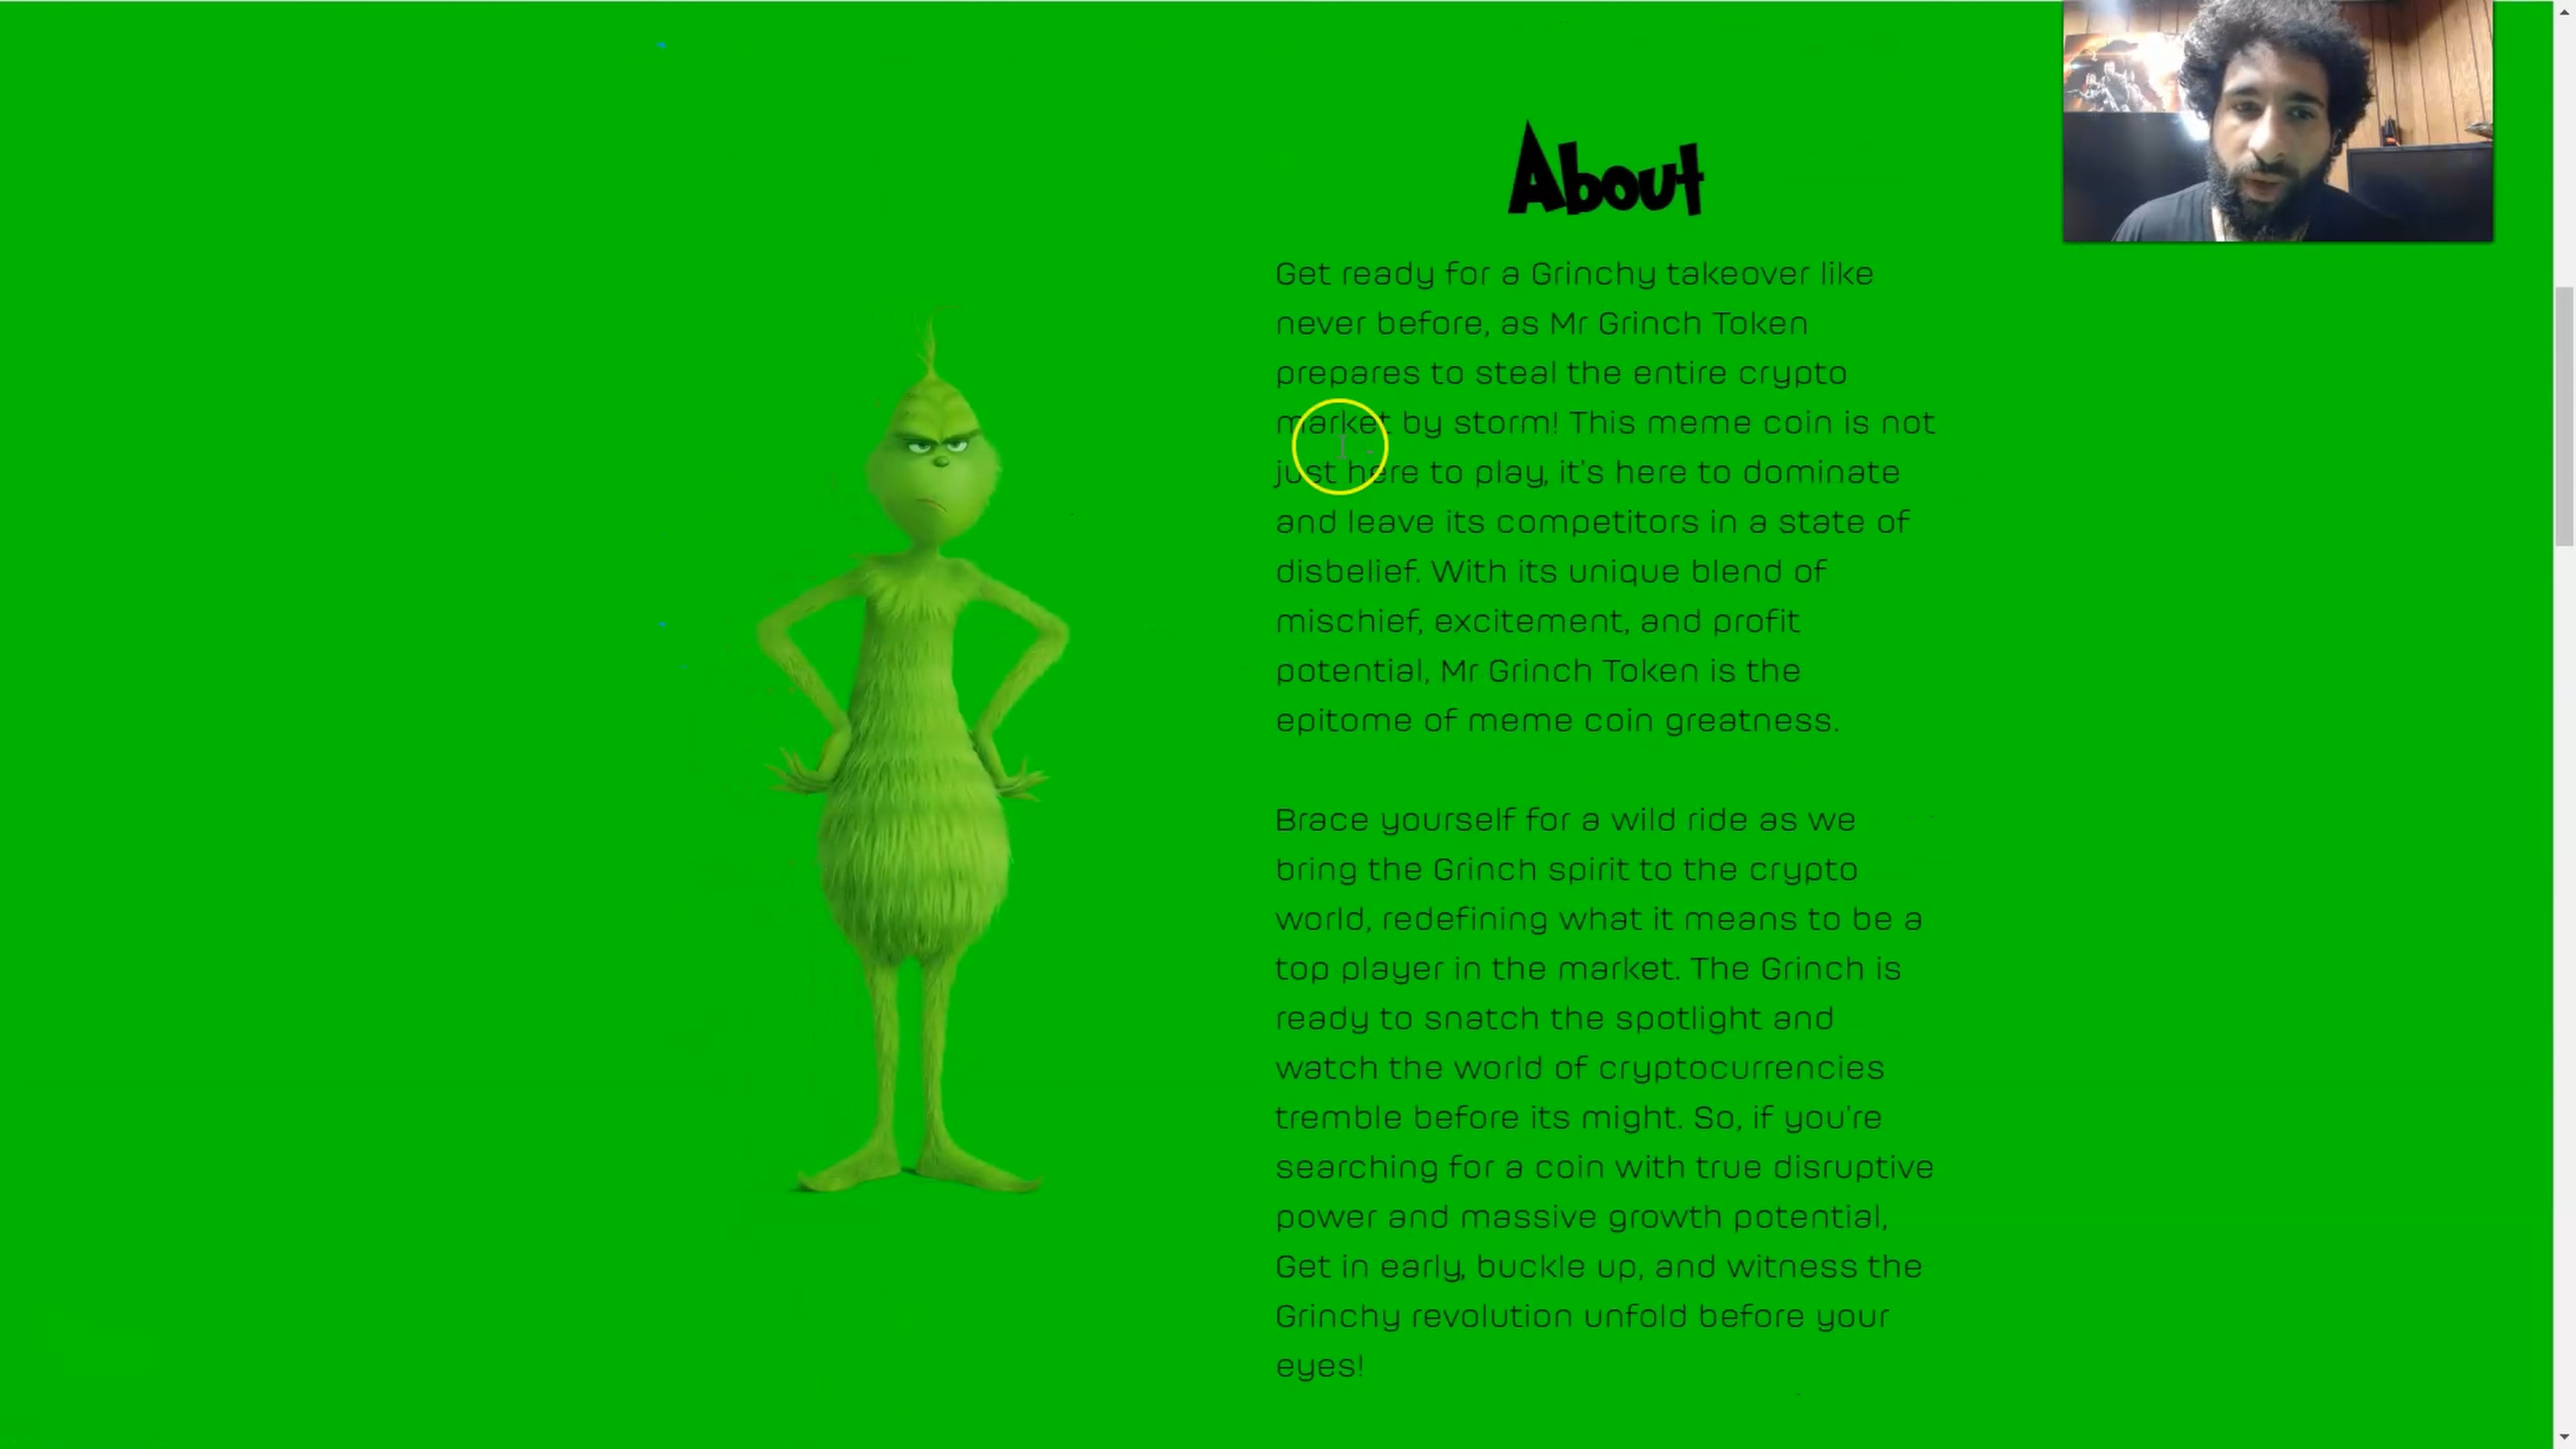 About
Get ready for a Grinchy takeover like
never before, as Mr Grinch Token
prepares to steal the entire crypto
market by storm! This meme coin is not
just here to play, it's here to dominate
and leave its competitors in a state of
disbelief. With its unique blend of
mischief, excitement, and profit
potential, Mr Grinch Token is the
epitome of meme coin greatness.
Brace yourself for a wild ride as we
bring the Grinch spirit to the crypto
world, redefining what it means to be a
top player in the market. The Grinch is
ready to snatch the spotlight and
watch the world of cryptocurrencies
tremble before its might. So, if you're
searching for a coin with true disruptive
power and massive growth potential,
Get in early, buckle up, and witness the
Grinchy revolution unfold before your
eyes!